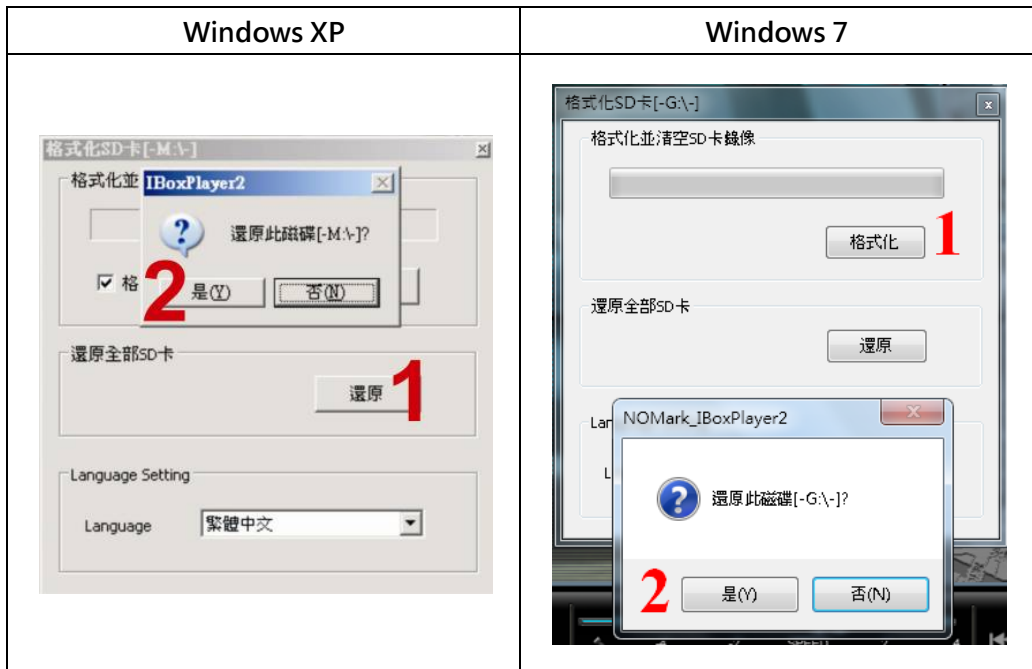 Windows XP
Windows 7
格式化SD卡[-M:\-]
格式化並
IBoxPlayer2
還原此磁碟[-M:\-]?
格
2
是(Y)
否(N)
還原全部SD卡
還原
1
Language Setting
Language
繁體中文
格式化SD卡[-G:\-]
格式化並清空SD卡錄像
格式化
1
還原全部SD卡
還原
Lan
L
NOMark_IBoxPlayer2
還原此磁碟[-G:\-]?
2
是(Y)
否(N)